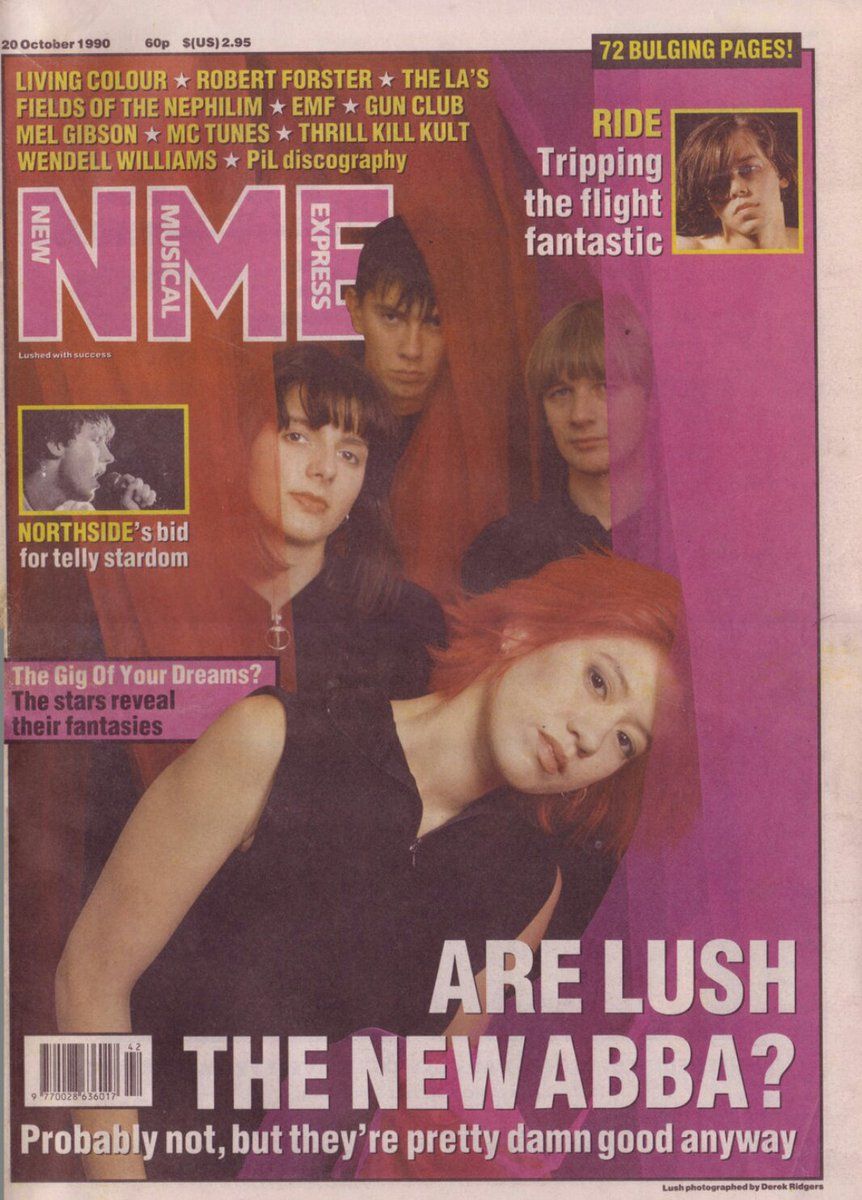 20 October 1990 60p $(US) 2.95
72 BULGING PAGES!
LIVING COLOUR ★ ROBERT FORSTER ★ THE LA'S
FIELDS OF THE NEPHILIM ★ EMF ★ GUN CLUB
MEL GIBSON ★ MC TUNES ★ THRILL KILL KULT
WENDELL WILLIAMS ★ PiL discography
RIDE
Tripping
the flight
fantastic
NME
NEW
MUSICAL
EXPRESS
Lushed with success
NORTHSIDE's bid
for telly stardom
The Gig Of Your Dreams?
The stars reveal
their fantasies
ARE LUSH
THE NEW ABBA?
Probably not, but they're pretty damn good anyway
42
9 770028 636017
Lush photographed by Derek Ridgers